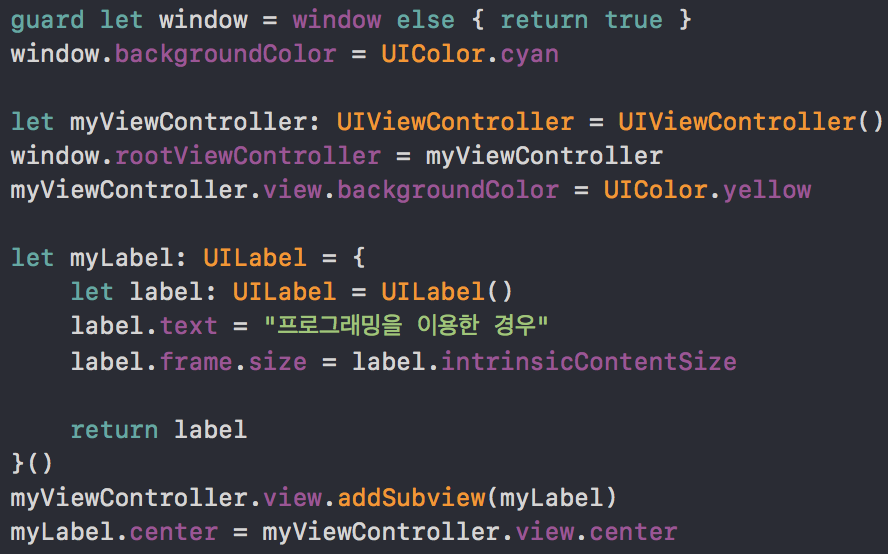 guard let window = window else { return true }
window.backgroundColor = UIColor.cyan
let myViewController: UIViewController = UIViewController()
window.rootViewController = myViewController
myViewController.view.backgroundColor = UIColor.yellow
let myLabel: UILabel = {
    let label: UILabel = UILabel()
    label.text = "프로그래밍을 이용한 경우"
    label.frame.size = label.intrinsicContentSize
    return label
}()
myViewController.view.addSubview(myLabel)
myLabel.center = myViewController.view.center